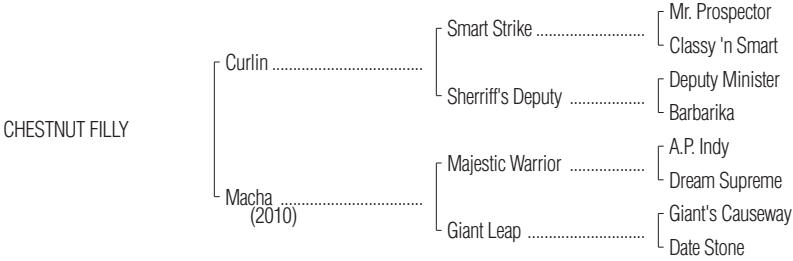 Mr. Prospector
Smart Strike ........................
Classy 'n Smart
Curlin ..................................
Deputy Minister
Sherriff's Deputy .................
Barbarika
CHESTNUT FILLY
A.P. Indy
Majestic Warrior .................
Dream Supreme
Macha ................................
(2010)
Giant's Causeway
Giant Leap ..........................
Date Stone